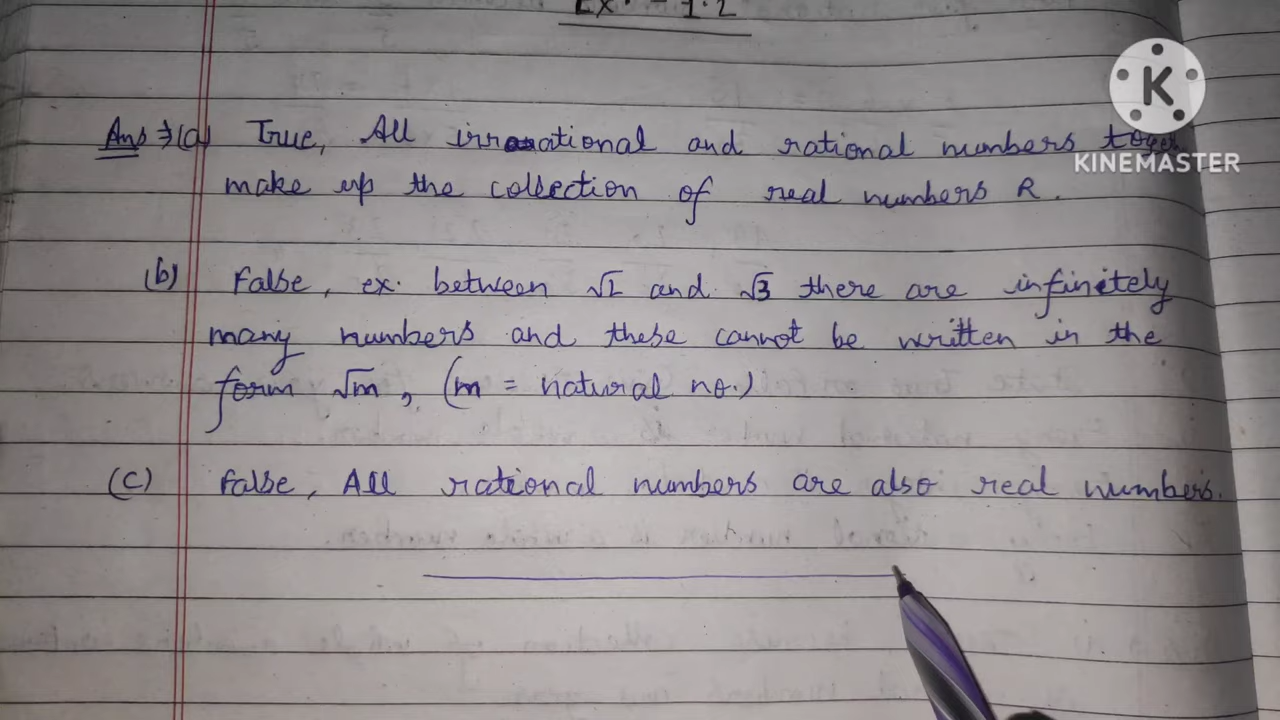 Ex. - 1.2
Ans → (a) True, All irrational and rational numbers
make up the collection of real numbers R.
(b) False, ex. between √2 and √3 there are infinitely
many numbers and these cannot be written in the
form √m, (m = natural no.)
(c) False, All rational numbers are also real numbers.
K
KINEMASTER